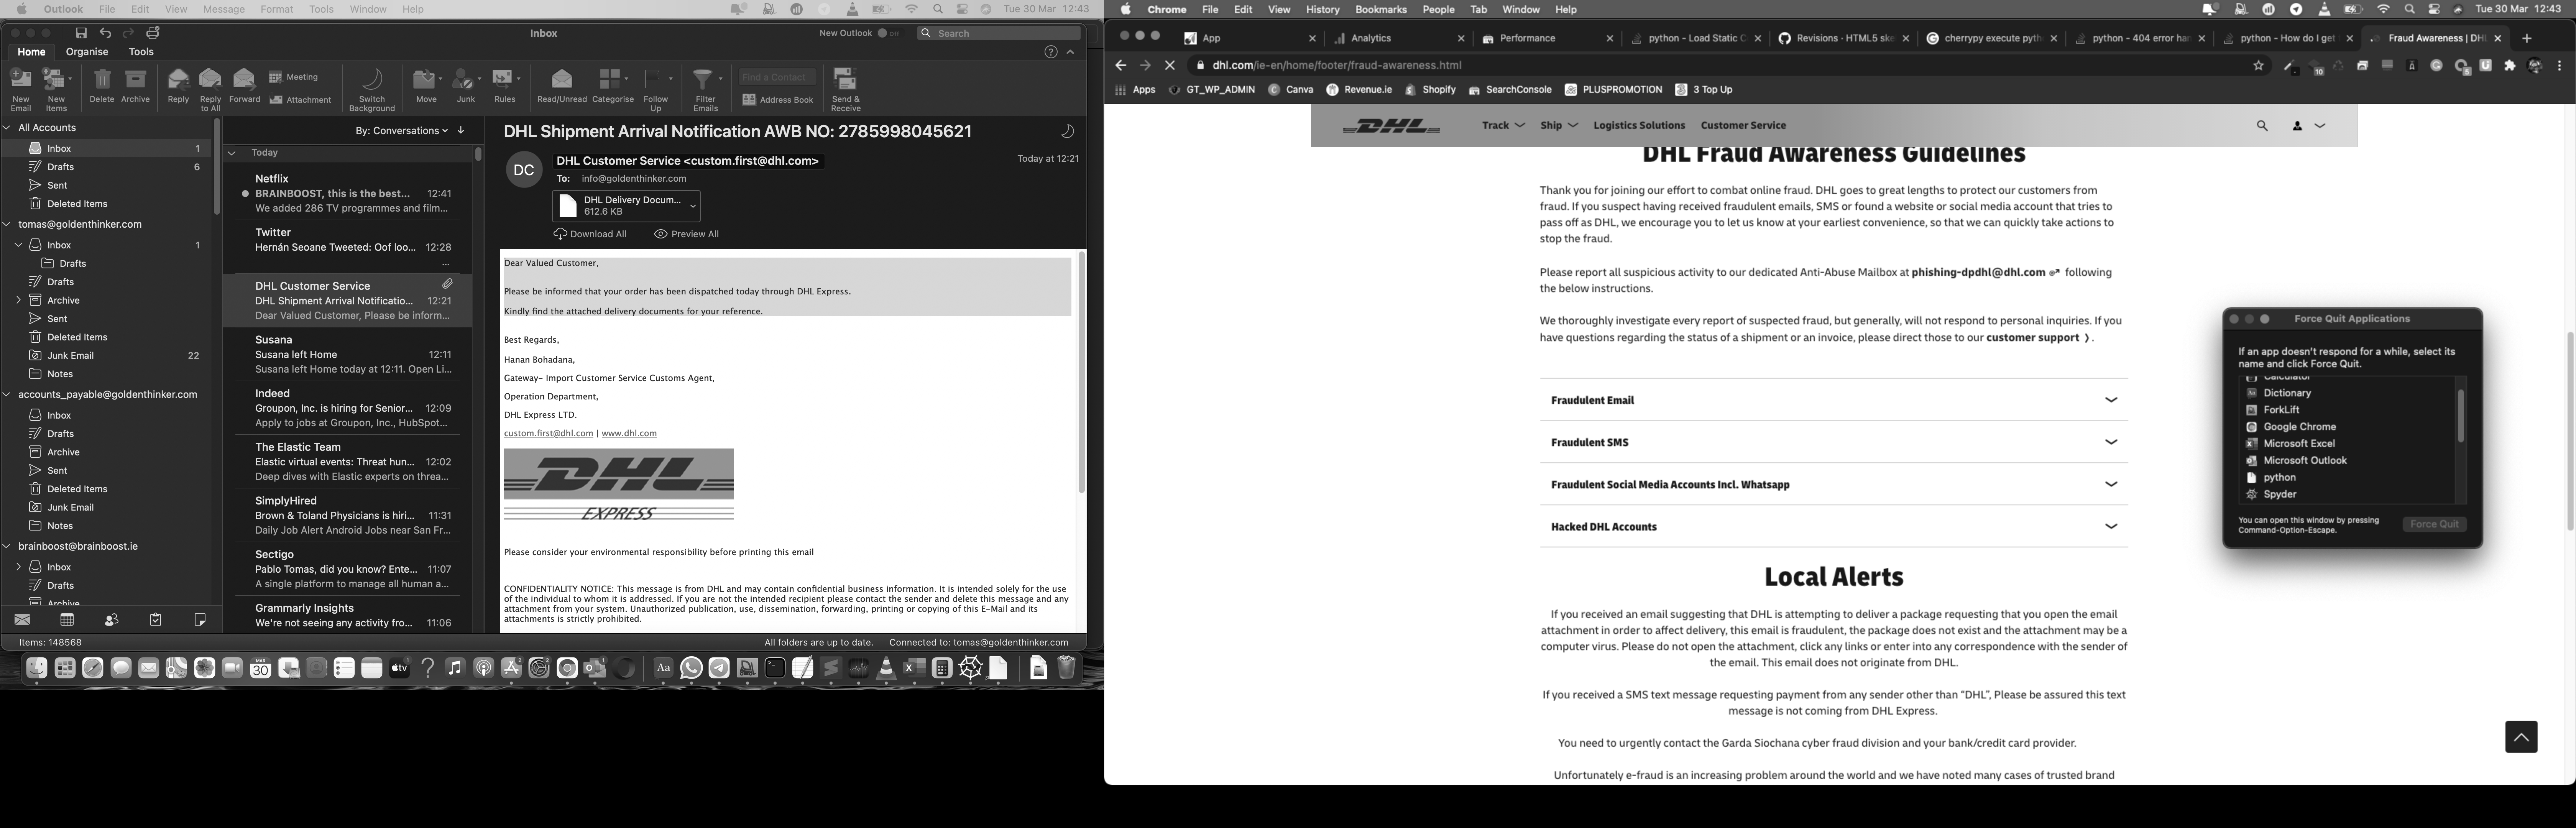 Outlook File Edit View Message Format Tools Window Help
Tue 30 Mar 12:43
Inbox
New Outlook
Search
Home Organise Tools
New Email
New Items
Delete
Archive
Reply
Reply to All
Forward
Meeting
Attachment
Switch Background
Move
Junk
Rules
Read/Unread
Categorise
Follow Up
Filter Emails
Find a Contact
Address Book
Send & Receive
All Accounts
Inbox 1
Drafts 6
Sent
Deleted Items
tomas@goldenthinker.com
Inbox 1
Drafts
Drafts
Archive
Sent
Deleted Items
Junk Email 22
Notes
accounts_payable@goldenthinker.com
Inbox
Drafts
Archive
Sent
Deleted Items
Junk Email
Notes
brainboost@brainboost.ie
Inbox
Drafts
Archive
Items: 148568
By: Conversations
Today
Netflix
BRAINBOOST, this is the best... 12:41
We added 286 TV programmes and film...
Twitter
Hernán Seoane Tweeted: Oof loo... 12:28
...
DHL Customer Service
DHL Shipment Arrival Notificatio... 12:21
Dear Valued Customer, Please be inform...
Susana
Susana left Home 12:11
Susana left Home today at 12:11. Open Li...
Indeed
Groupon, Inc. is hiring for Senior... 12:09
Apply to jobs at Groupon, Inc., HubSpot...
The Elastic Team
Elastic virtual events: Threat hun... 12:02
Deep dives with Elastic experts on threa...
SimplyHired
Brown & Toland Physicians is hiri... 11:31
Daily Job Alert Android Jobs near San Fr...
Sectigo
Pablo Tomas, did you know? Ente... 11:07
A single platform to manage all human a...
Grammarly Insights
We're not seeing any activity fro... 11:06
DHL Shipment Arrival Notification AWB NO: 2785998045621
DC
DHL Customer Service <custom.first@dhl.com>
Today at 12:21
To: info@goldenthinker.com
DHL Delivery Docum...
612.6 KB
Download All Preview All
Dear Valued Customer,
Please be informed that your order has been dispatched today through DHL Express.
Kindly find the attached delivery documents for your reference.
Best Regards,
Hanan Bohadana,
Gateway– Import Customer Service Customs Agent,
Operation Department,
DHL Express LTD.
custom.first@dhl.com | www.dhl.com
DHL
EXPRESS
Please consider your environmental responsibility before printing this email
CONFIDENTIALITY NOTICE: This message is from DHL and may contain confidential business information. It is intended solely for the use
of the individual to whom it is addressed. If you are not the intended recipient please contact the sender and delete this message and any
attachment from your system. Unauthorized publication, use, dissemination, forwarding, printing or copying of this E-Mail and its
attachments is strictly prohibited.
All folders are up to date. Connected to: tomas@goldenthinker.com
MAR
30
tv
Aa
Chrome File Edit View History Bookmarks People Tab Window Help
Tue 30 Mar 12:43
App
Analytics
Performance
python - Load Static C
Revisions · HTML5 ske
cherrypy execute pyth
python - 404 error han
python - How do I get
Fraud Awareness | DHL
dhl.com/ie-en/home/footer/fraud-awareness.html
Apps GT_WP_ADMIN Canva Revenue.ie Shopify SearchConsole PLUSPROMOTION 3 Top Up
DHL
Track Ship Logistics Solutions Customer Service
DHL Fraud Awareness Guidelines
Thank you for joining our effort to combat online fraud. DHL goes to great lengths to protect our customers from
fraud. If you suspect having received fraudulent emails, SMS or found a website or social media account that tries to
pass off as DHL, we encourage you to let us know at your earliest convenience, so that we can quickly take actions to
stop the fraud.
Please report all suspicious activity to our dedicated Anti-Abuse Mailbox at phishing-dpdhl@dhl.com following
the below instructions.
We thoroughly investigate every report of suspected fraud, but generally, will not respond to personal inquiries. If you
have questions regarding the status of a shipment or an invoice, please direct those to our customer support.
Fraudulent Email
Fraudulent SMS
Fraudulent Social Media Accounts Incl. Whatsapp
Hacked DHL Accounts
Local Alerts
If you received an email suggesting that DHL is attempting to deliver a package requesting that you open the email
attachment in order to affect delivery, this email is fraudulent, the package does not exist and the attachment may be a
computer virus. Please do not open the attachment, click any links or enter into any correspondence with the sender of
the email. This email does not originate from DHL.
If you received a SMS text message requesting payment from any sender other than “DHL”, Please be assured this text
message is not coming from DHL Express.
You need to urgently contact the Garda Siochana cyber fraud division and your bank/credit card provider.
Unfortunately e-fraud is an increasing problem around the world and we have noted many cases of trusted brand
Force Quit Applications
If an app doesn’t respond for a while, select its
name and click Force Quit.
Calculator
Dictionary
ForkLift
Google Chrome
Microsoft Excel
Microsoft Outlook
python
Spyder
You can open this window by pressing
Command-Option-Escape.
Force Quit